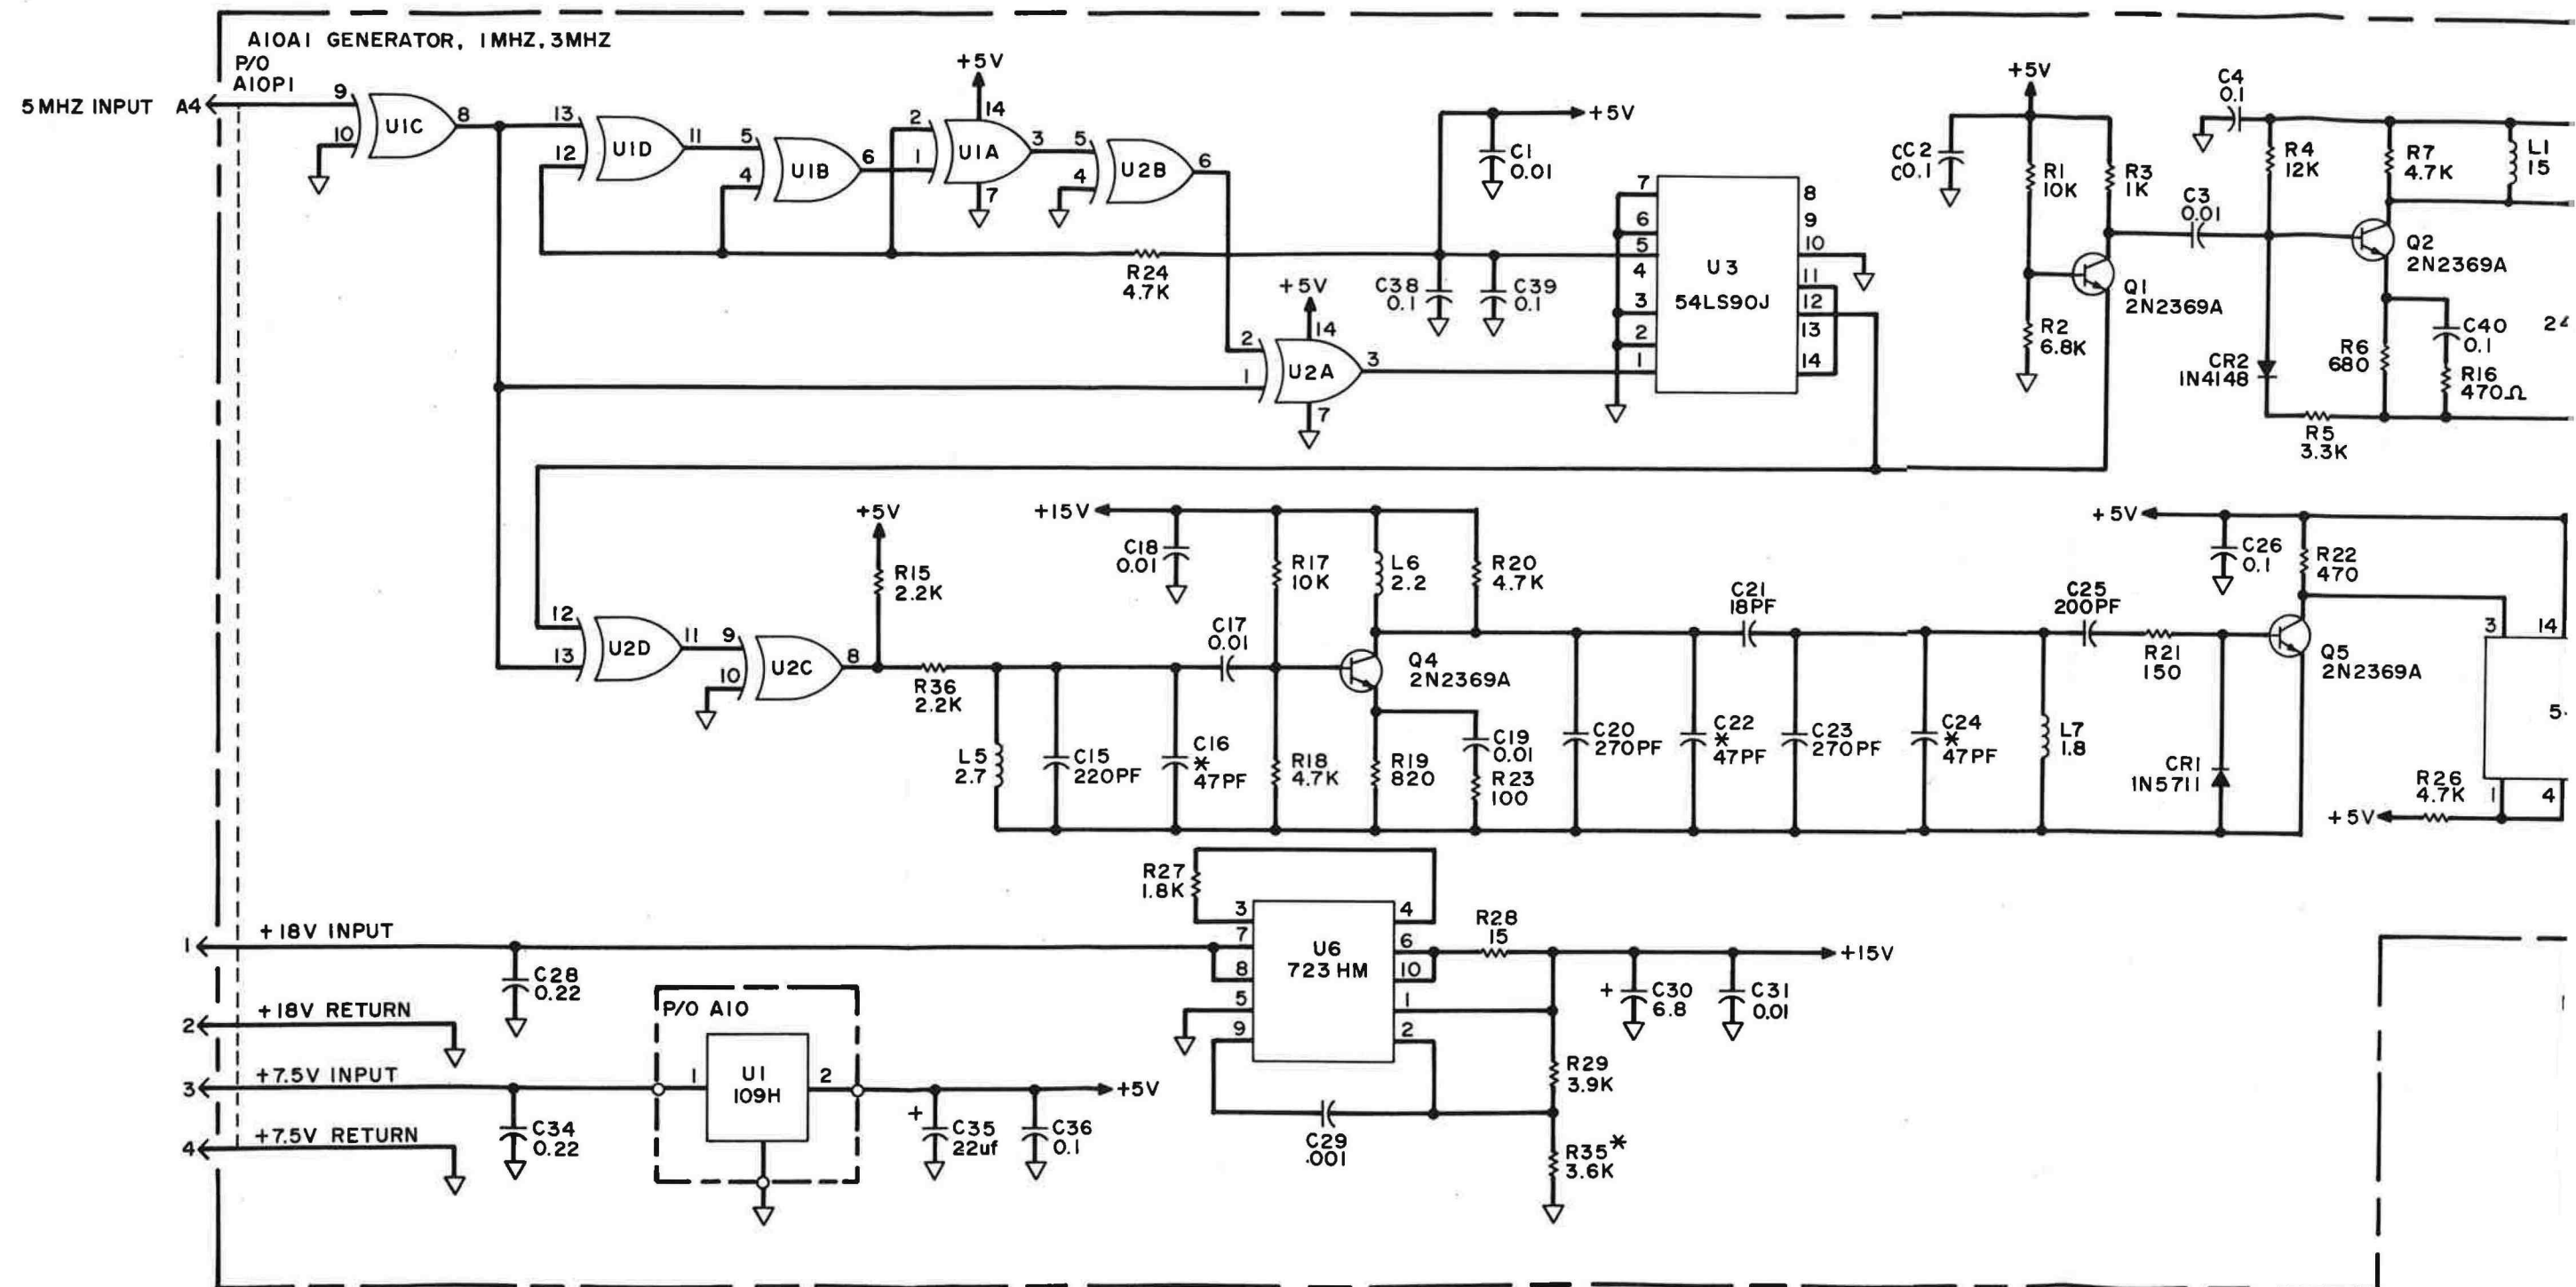 A10A1 GENERATOR, 1MHZ, 3MHZ
P/O
A10P1
5 MHZ INPUT A4
9
10
8
U1C
13
12
11
U1D
5
4
6
U1B
+5V
14
2
1
3
7
U1A
5
4
6
U2B
R24
4.7K
+5V
C1
0.01
C38
0.1
C39
0.1
+5V
14
2
1
3
7
U2A
7
6
5
4
3
2
1
U3
54LS90J
8
9
10
11
12
13
14
+5V
CC2
C0.1
R1
10K
R3
1K
R2
6.8K
Q1
2N2369A
C3
0.01
C4
0.1
R4
12K
R7
4.7K
L1
15
Q2
2N2369A
CR2
1N4148
R6
680
C40
0.1
R16
470Ω
R5
3.3K
12
13
11
U2D
9
10
8
U2C
+5V
R15
2.2K
R36
2.2K
+15V
C18
0.01
R17
10K
L6
2.2
R20
4.7K
C17
0.01
Q4
2N2369A
L5
2.7
C15
220PF
C16
*
47PF
R18
4.7K
R19
820
C19
0.01
R23
100
C20
270PF
C21
18PF
C22
*
47PF
C23
270PF
C24
*
47PF
L7
1.8
C25
200PF
R21
150
CR1
1N5711
+5V
C26
0.1
R22
470
Q5
2N2369A
3
14
1
4
R26
4.7K
+5V
1
+18V INPUT
C28
0.22
2
+18V RETURN
3
+7.5V INPUT
C34
0.22
4
+7.5V RETURN
P/O A10
1
U1
109H
2
+
C35
22uf
C36
0.1
+5V
R27
1.8K
3
7
8
5
9
U6
723 HM
4
6
10
1
2
R28
15
+15V
+
C30
6.8
C31
0.01
R29
3.9K
C29
.001
R35*
3.6K